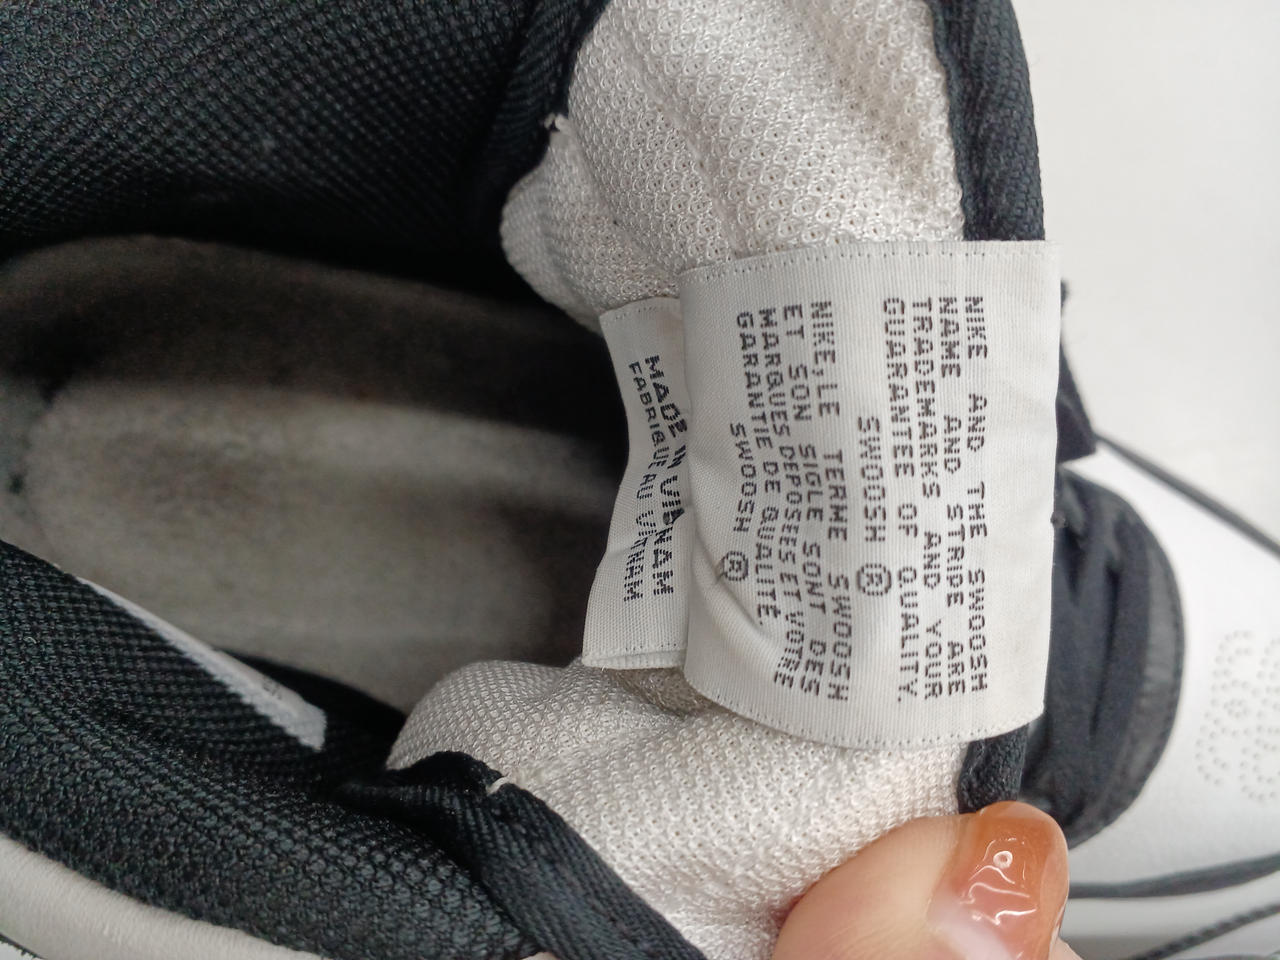 NIKE AND THE SWOOSH
NAME AND STRIPE ARE
TRADEMARKS AND YOUR
GUARANTEE OF QUALITY.
SWOOSH ®
NIKE, LE TERME SWOOSH
ET SON SIGLE SONT DES
MARQUES DEPOSEES ET VOTRE
GARANTIE DE QUALITE.
SWOOSH ®
MADE IN VIETNAM
FABRIQUE AU VIETNAM